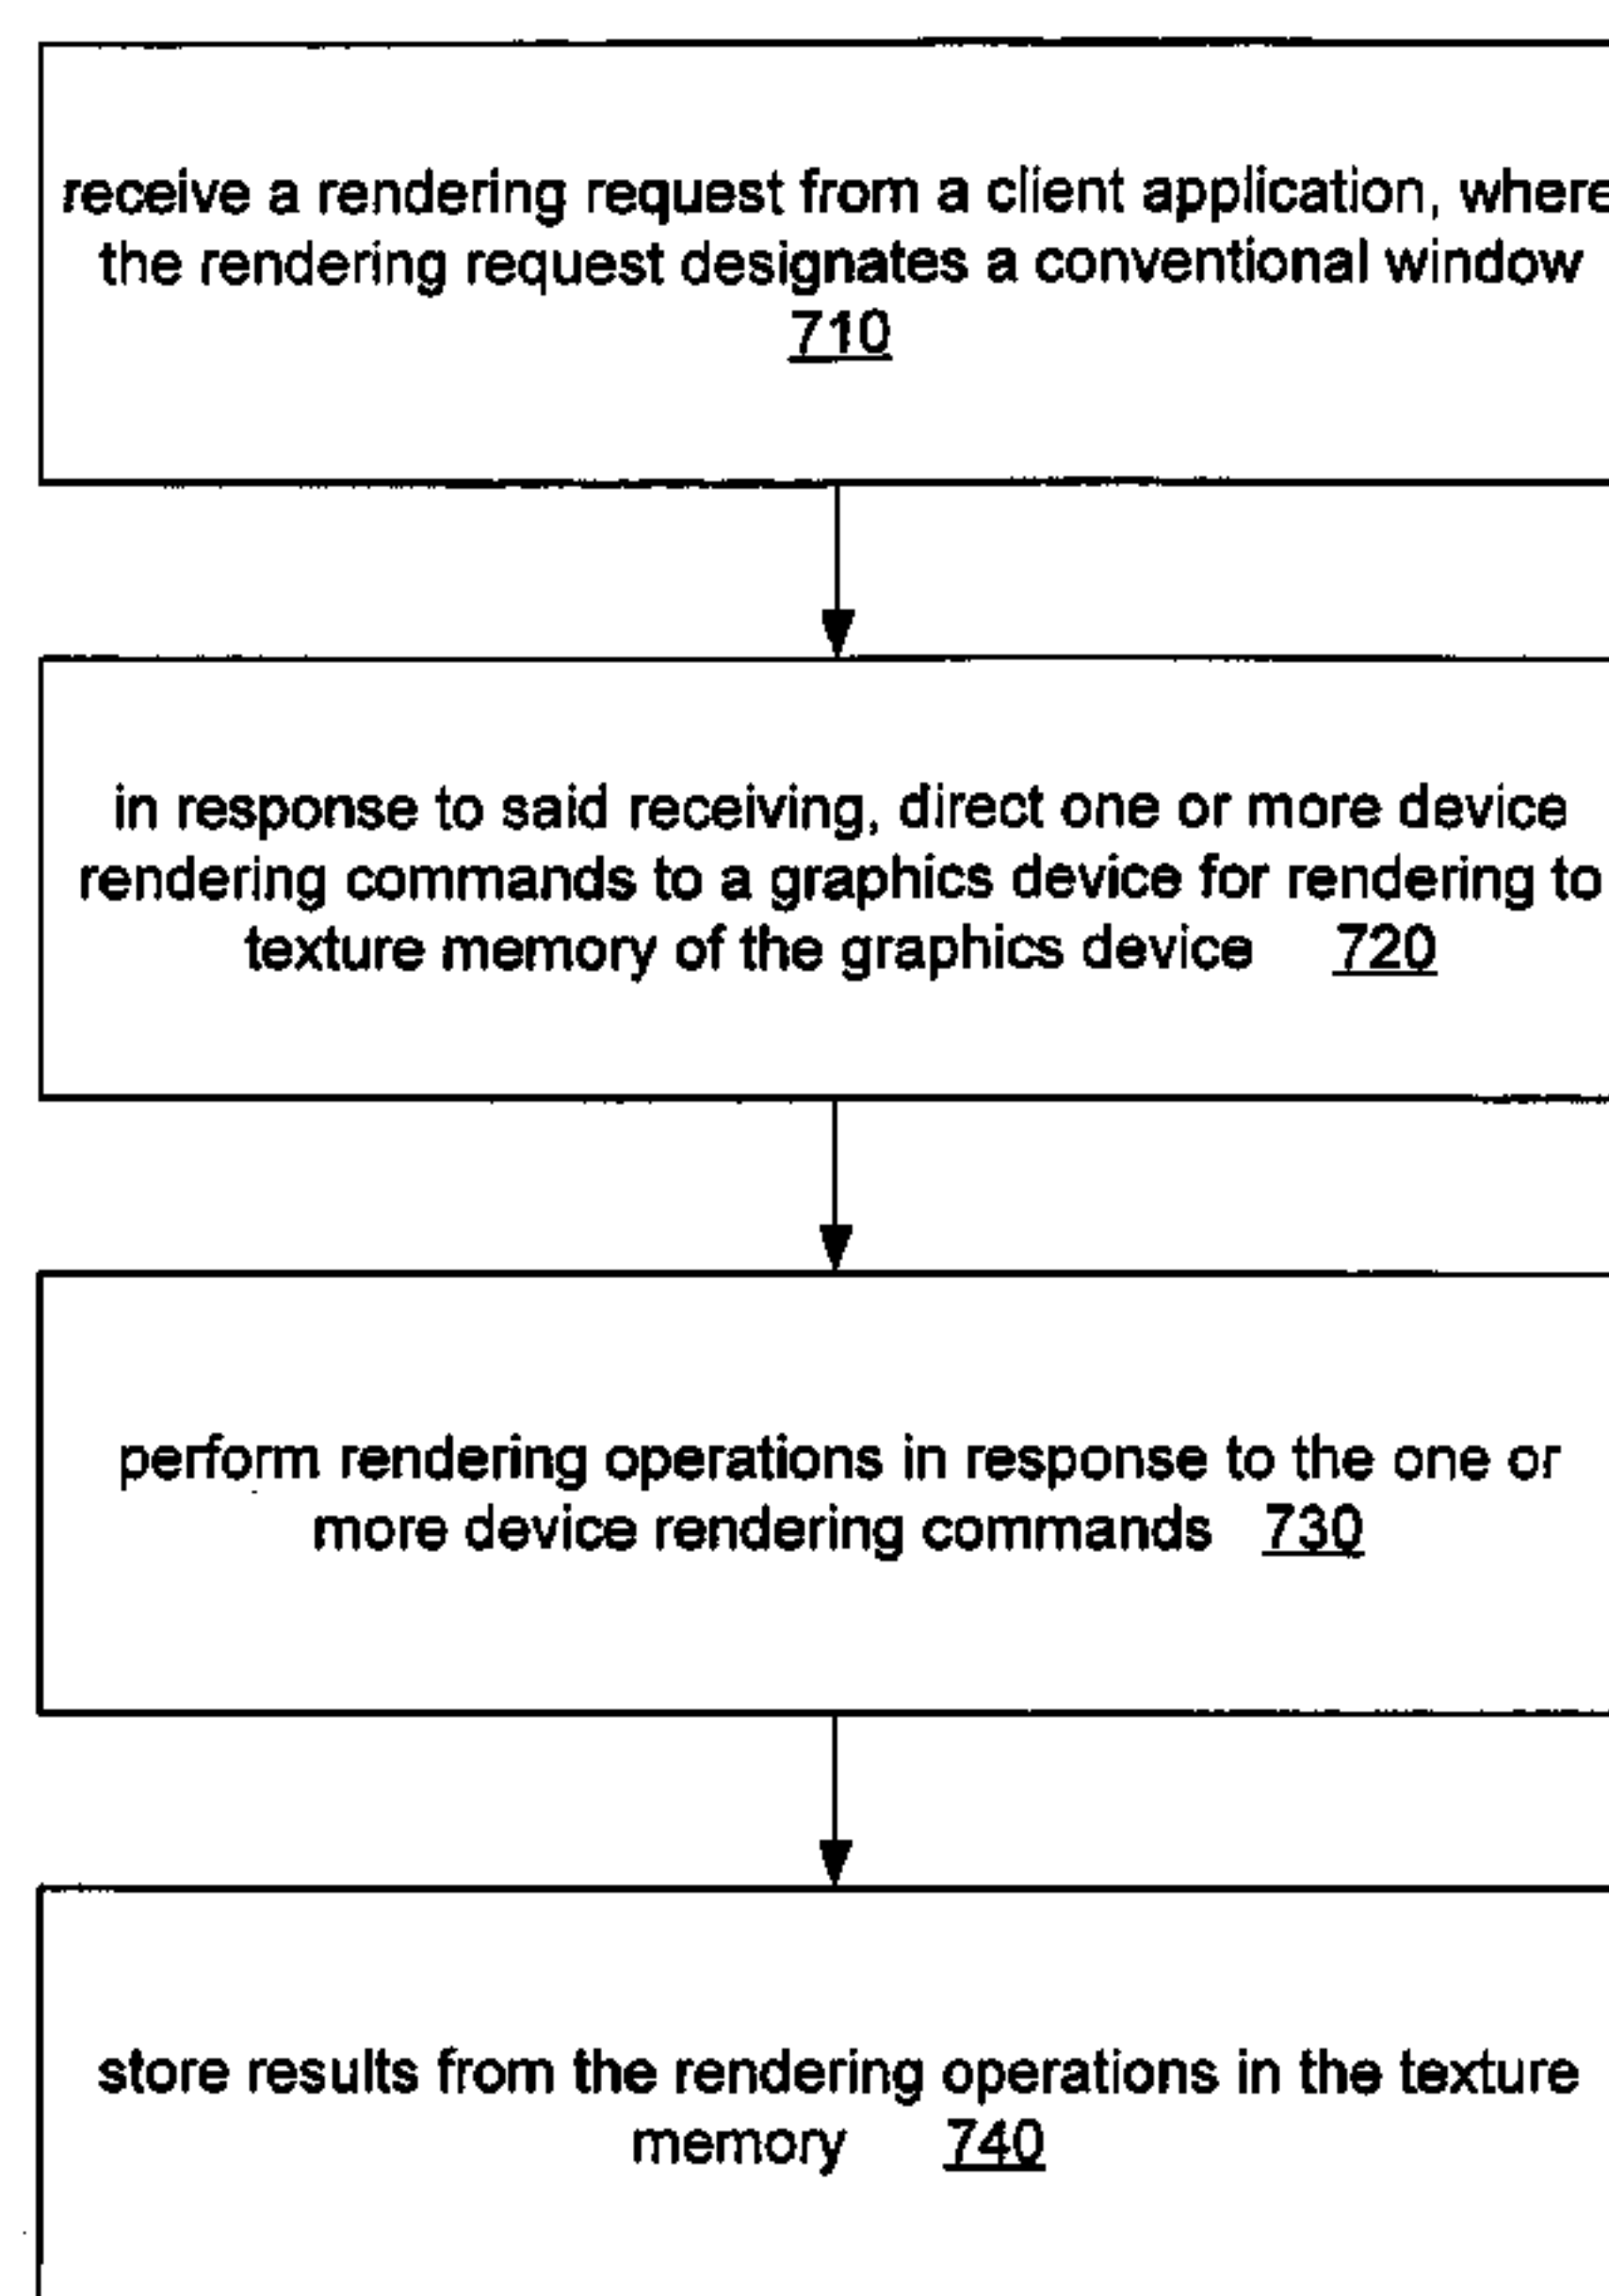 receive a rendering request from a client application, where
the rendering request designates a conventional window
710
in response to said receiving, direct one or more device
rendering commands to a graphics device for rendering to
texture memory of the graphics device 720
perform rendering operations in response to the one or
more device rendering commands 730
store results from the rendering operations in the texture
memory 740